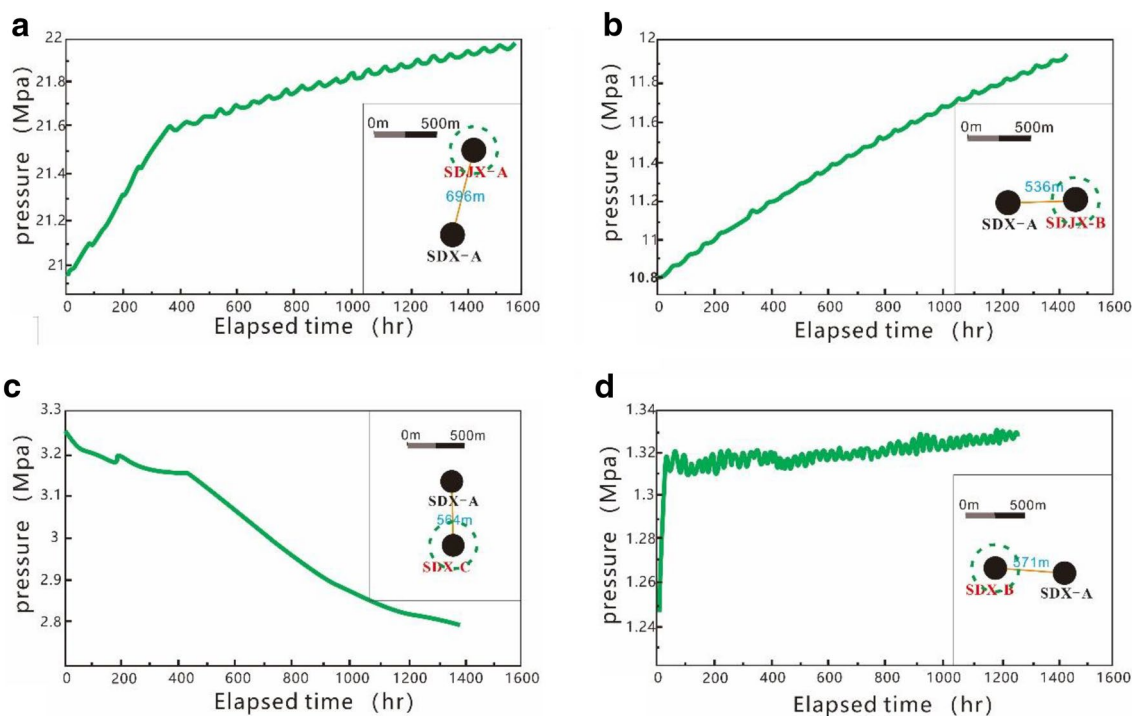 a
pressure (Mpa)
22
21.8
21.6
21.2
21
0 200 400 600 800 1000 1200 1400 1600
Elapsed time (hr)
0m 500m
SDJX-A
696m
SDX-A
b
pressure (Mpa)
12
11.8
11.6
11.4
11.2
11
10.8
0 200 400 600 800 1000 1200 1400 1600
Elapsed time (hr)
0m 500m
536m
SDX-A SDJX-B
c
pressure (Mpa)
3.3
3.2
3.1
3
2.9
2.8
0 200 400 600 800 1000 1200 1400 1600
Elapsed time (hr)
0m 500m
SDX-A
564m
SDX-C
d
pressure (Mpa)
1.34
1.32
1.3
1.26
1.24
0 200 400 600 800 1000 1200 1400 1600
Elapsed time (hr)
0m 500m
571m
SDX-B SDX-A